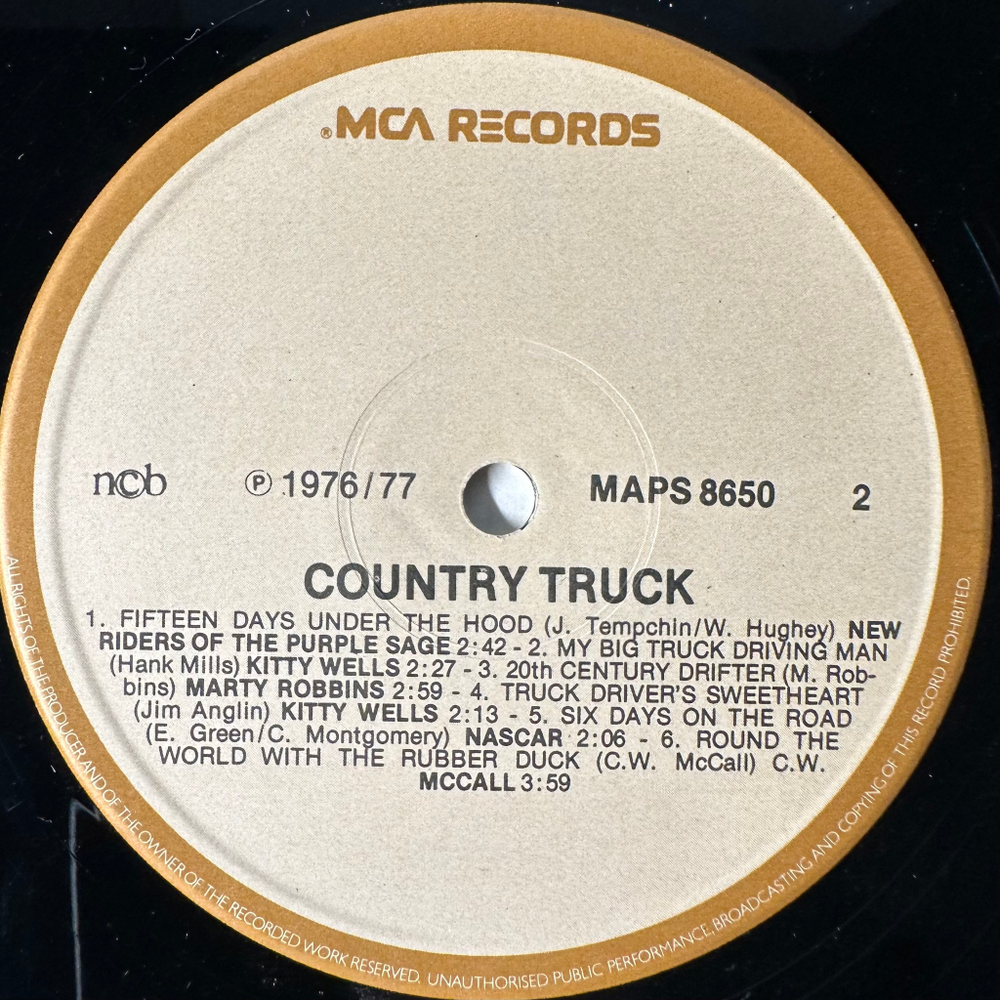 ® MCA RECORDS
ncb ℗ 1976/77 MAPS 8650 2
COUNTRY TRUCK
1. FIFTEEN DAYS UNDER THE HOOD (J. Tempchin/W. Hughey) NEW
RIDERS OF THE PURPLE SAGE 2:42 - 2. MY BIG TRUCK DRIVING MAN
(Hank Mills) KITTY WELLS 2:27 - 3. 20th CENTURY DRIFTER (M. Rob-
bins) MARTY ROBBINS 2:59 - 4. TRUCK DRIVER'S SWEETHEART
(Jim Anglin) KITTY WELLS 2:13 - 5. SIX DAYS ON THE ROAD
(E. Green/C. Montgomery) NASCAR 2:06 - 6. ROUND THE
WORLD WITH THE RUBBER DUCK (C.W. McCall) C.W.
MCCALL 3:59
ALL RIGHTS OF THE PRODUCER AND OF THE OWNER OF THE RECORDED WORK RESERVED. UNAUTHORISED PUBLIC PERFORMANCE, BROADCASTING AND COPYING OF THIS RECORD PROHIBITED.